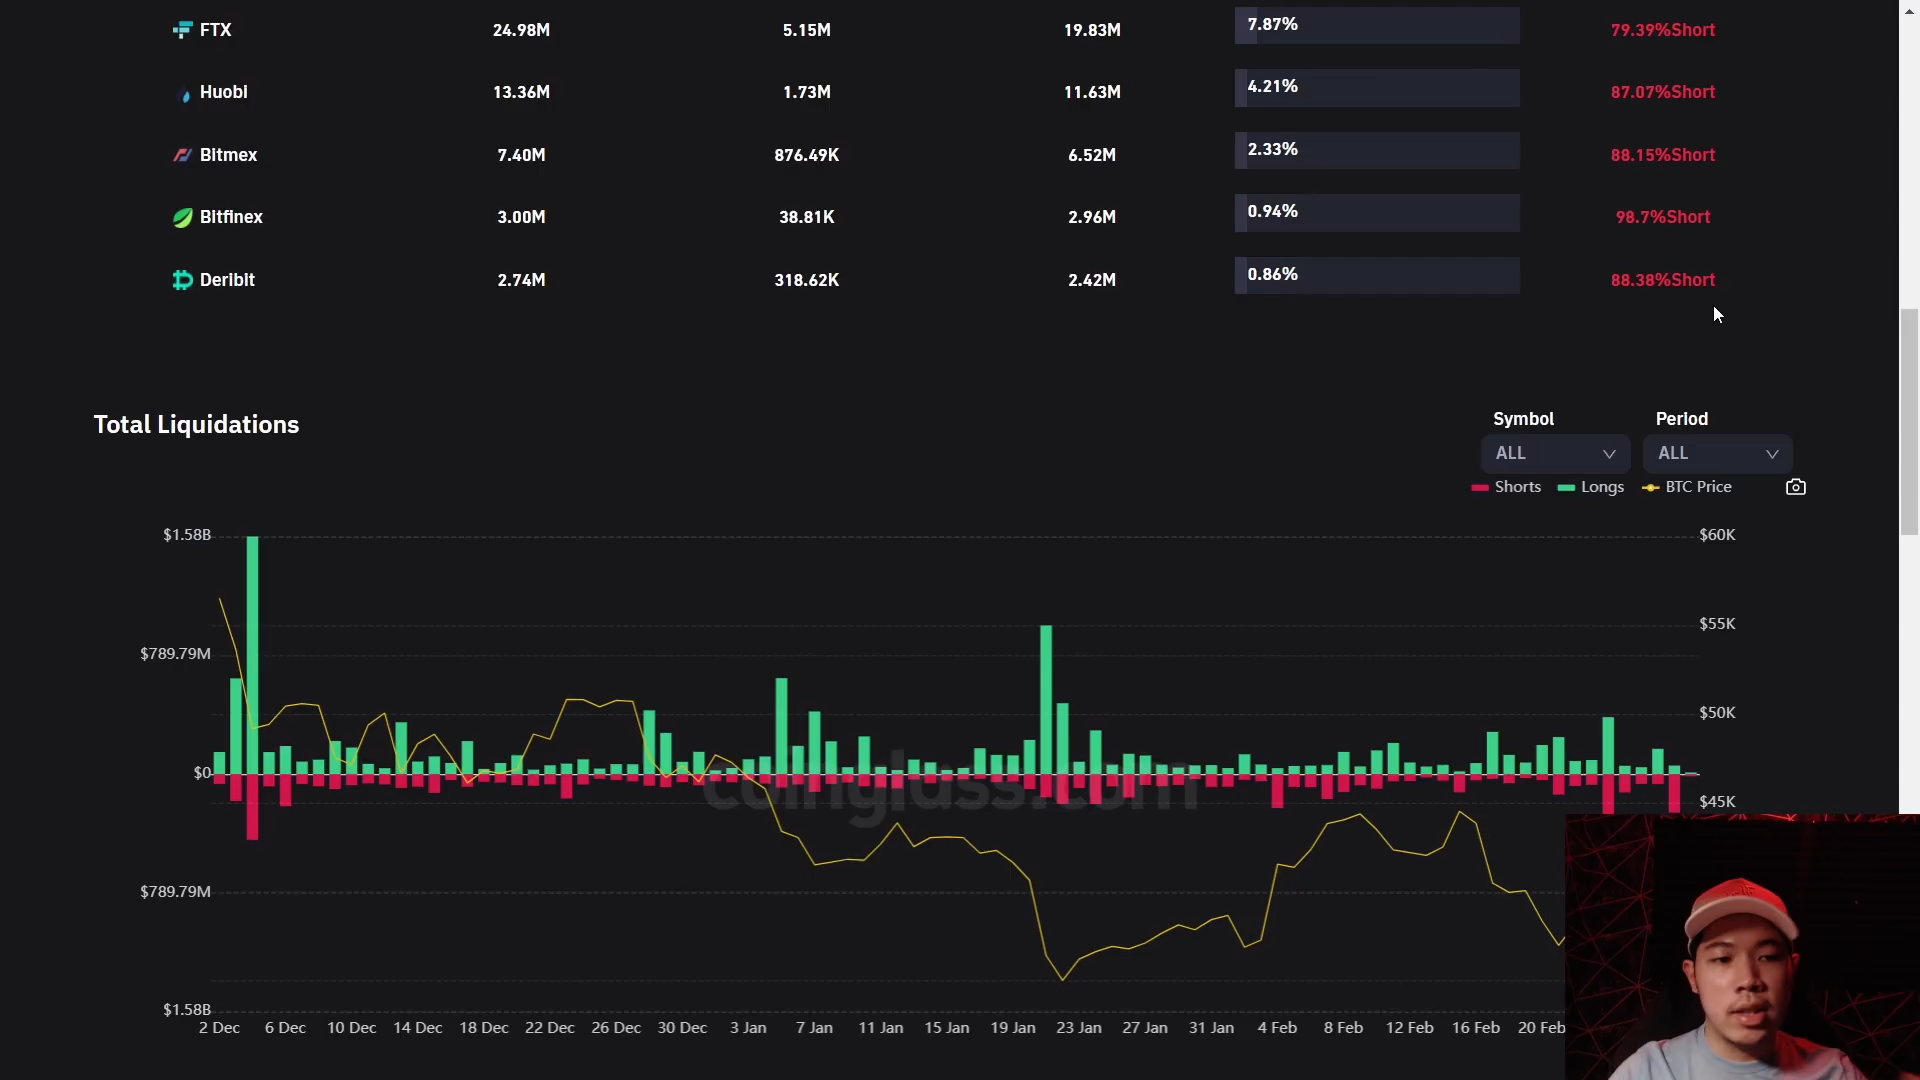 FTX 24.98M 5.15M 19.83M 7.87% 79.39%Short
Huobi 13.36M 1.73M 11.63M 4.21% 87.07%Short
Bitmex 7.40M 876.49K 6.52M 2.33% 88.15%Short
Bitfinex 3.00M 38.81K 2.96M 0.94% 98.7%Short
Deribit 2.74M 318.62K 2.42M 0.86% 88.38%Short
Total Liquidations
Symbol Period
ALL ALL
Shorts Longs BTC Price
$1.58B $60K
$55K
$789.79M
$50K
$0
coinglass.com
$45K
$789.79M
$1.58B
2 Dec 6 Dec 10 Dec 14 Dec 18 Dec 22 Dec 26 Dec 30 Dec 3 Jan 7 Jan 11 Jan 15 Jan 19 Jan 23 Jan 27 Jan 31 Jan 4 Feb 8 Feb 12 Feb 16 Feb 20 Feb